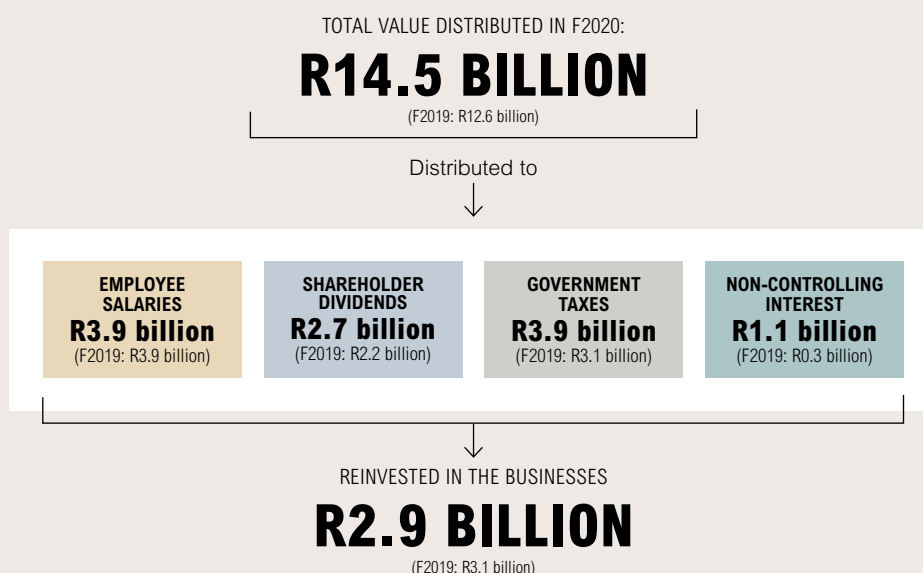 TOTAL VALUE DISTRIBUTED IN F2020:
R14.5 BILLION
(F2019: R12.6 billion)
Distributed to
EMPLOYEE
SALARIES
R3.9 billion
(F2019: R3.9 billion)
SHAREHOLDER
DIVIDENDS
R2.7 billion
(F2019: R2.2 billion)
GOVERNMENT
TAXES
R3.9 billion
(F2019: R3.1 billion)
NON-CONTROLLING
INTEREST
R1.1 billion
(F2019: R0.3 billion)
REINVESTED IN THE BUSINESSES
R2.9 BILLION
(F2019: R3.1 billion)